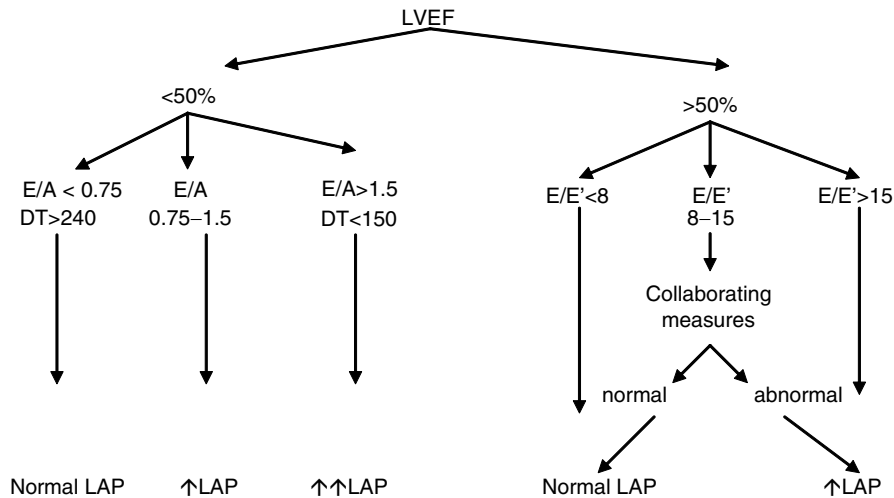 LVEF
<50%
>50%
E/A < 0.75
DT>240
E/A
0.75–1.5
E/A>1.5
DT<150
E/E'<8
E/E'
8–15
E/E'>15
Collaborating
measures
normal
abnormal
Normal LAP
↑LAP
↑↑LAP
Normal LAP
↑LAP